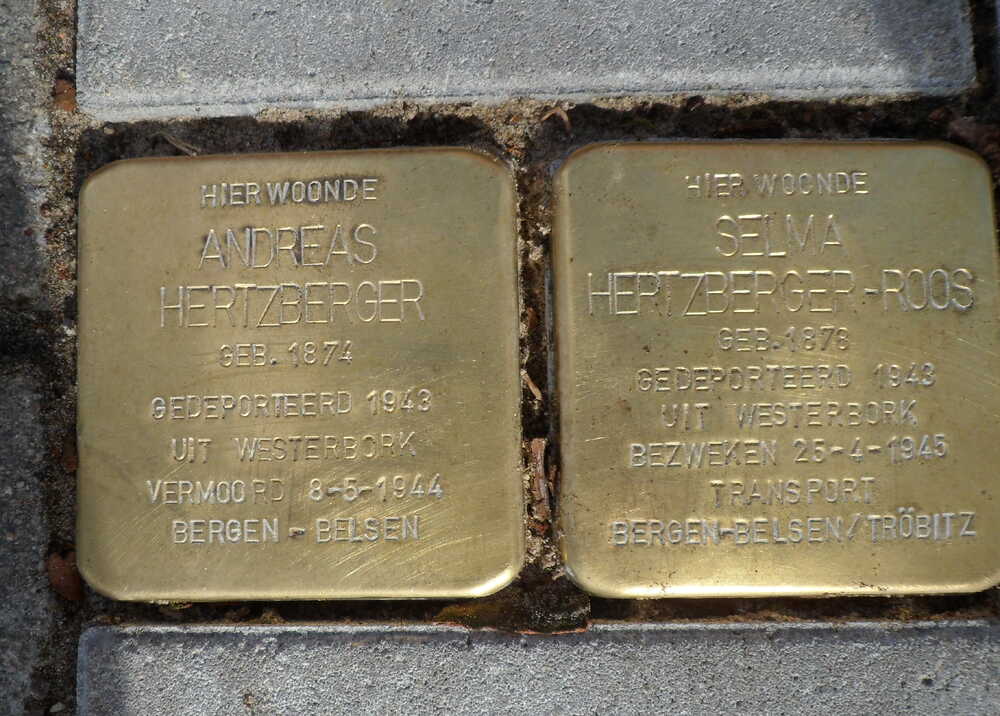 HIER WOONDE
ANDREAS
HERTZBERGER
GEB. 1874
GEDEPORTEERD 1943
UIT WESTERBORK
VERMOORD 8-5-1944
BERGEN - BELSEN
HIER WOONDE
SELMA
HERTZBERGER-ROOS
GEB. 1878
GEDEPORTEERD 1943
UIT WESTERBORK
BEZWEKEN 25-4-1945
TRANSPORT
BERGEN-BELSEN/TRÖBITZ